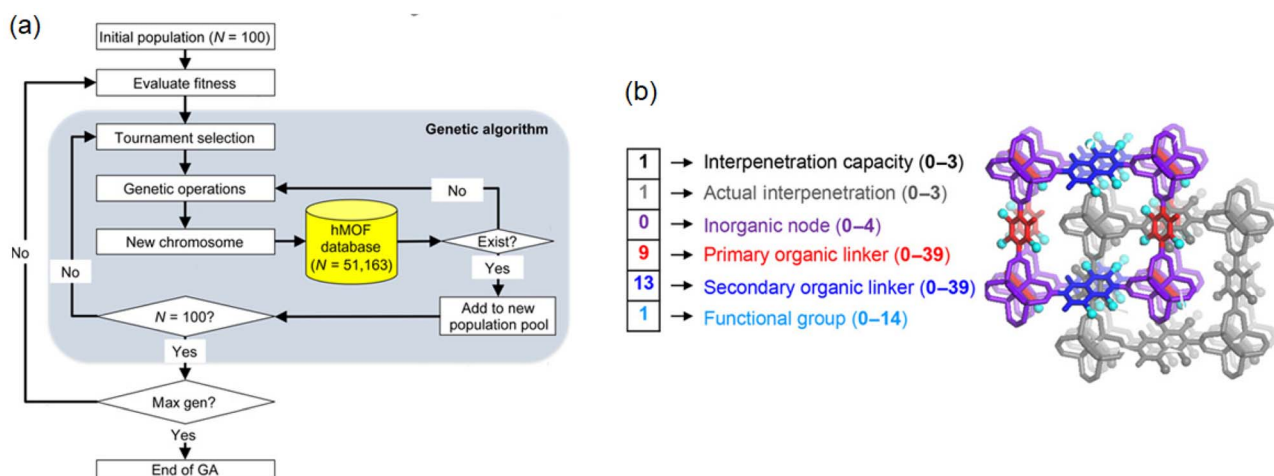 (a)
Initial population (N = 100)
Evaluate fitness
Genetic algorithm
Tournament selection
Genetic operations
No
New chromosome
hMOF
database
(N = 51,163)
Exist?
No
No
Yes
Add to new
population pool
N = 100?
Yes
Max gen?
Yes
End of GA
(b)
1 Interpenetration capacity (0–3)
1 Actual interpenetration (0–3)
0 Inorganic node (0–4)
9 Primary organic linker (0–39)
13 Secondary organic linker (0–39)
1 Functional group (0–14)